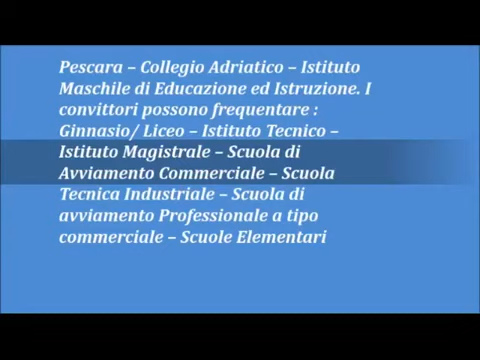 Pescara – Collegio Adriatico – Istituto
Maschile di Educazione ed Istruzione. I
convittori possono frequentare :
Ginnasio/ Liceo – Istituto Tecnico –
Istituto Magistrale – Scuola di
Avviamento Commerciale – Scuola
Tecnica Industriale – Scuola di
avviamento Professionale a tipo
commerciale – Scuole Elementari